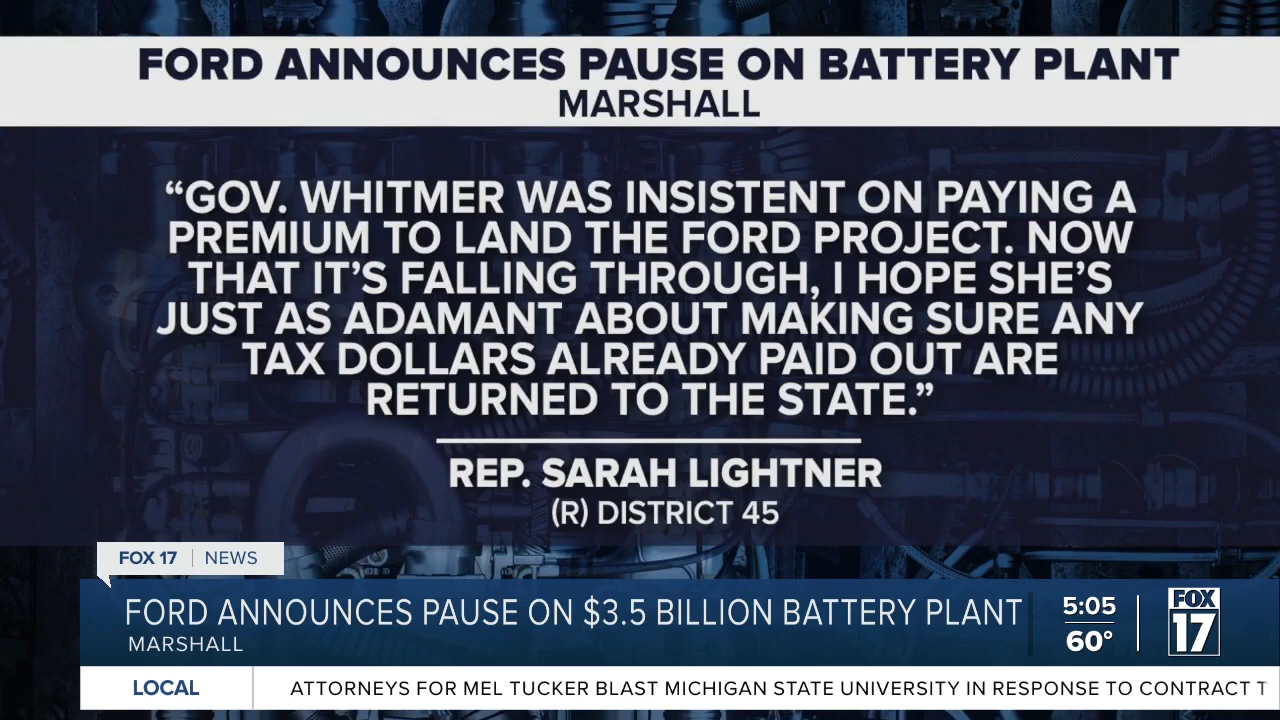 FORD ANNOUNCES PAUSE ON BATTERY PLANT
MARSHALL
“GOV. WHITMER WAS INSISTENT ON PAYING A
PREMIUM TO LAND THE FORD PROJECT. NOW
THAT IT’S FALLING THROUGH, I HOPE SHE’S
JUST AS ADAMANT ABOUT MAKING SURE ANY
TAX DOLLARS ALREADY PAID OUT ARE
RETURNED TO THE STATE.”
REP. SARAH LIGHTNER
(R) DISTRICT 45
FOX 17 NEWS
FORD ANNOUNCES PAUSE ON $3.5 BILLION BATTERY PLANT
MARSHALL
5:05
60°
FOX
17
LOCAL ATTORNEYS FOR MEL TUCKER BLAST MICHIGAN STATE UNIVERSITY IN RESPONSE TO CONTRACT T